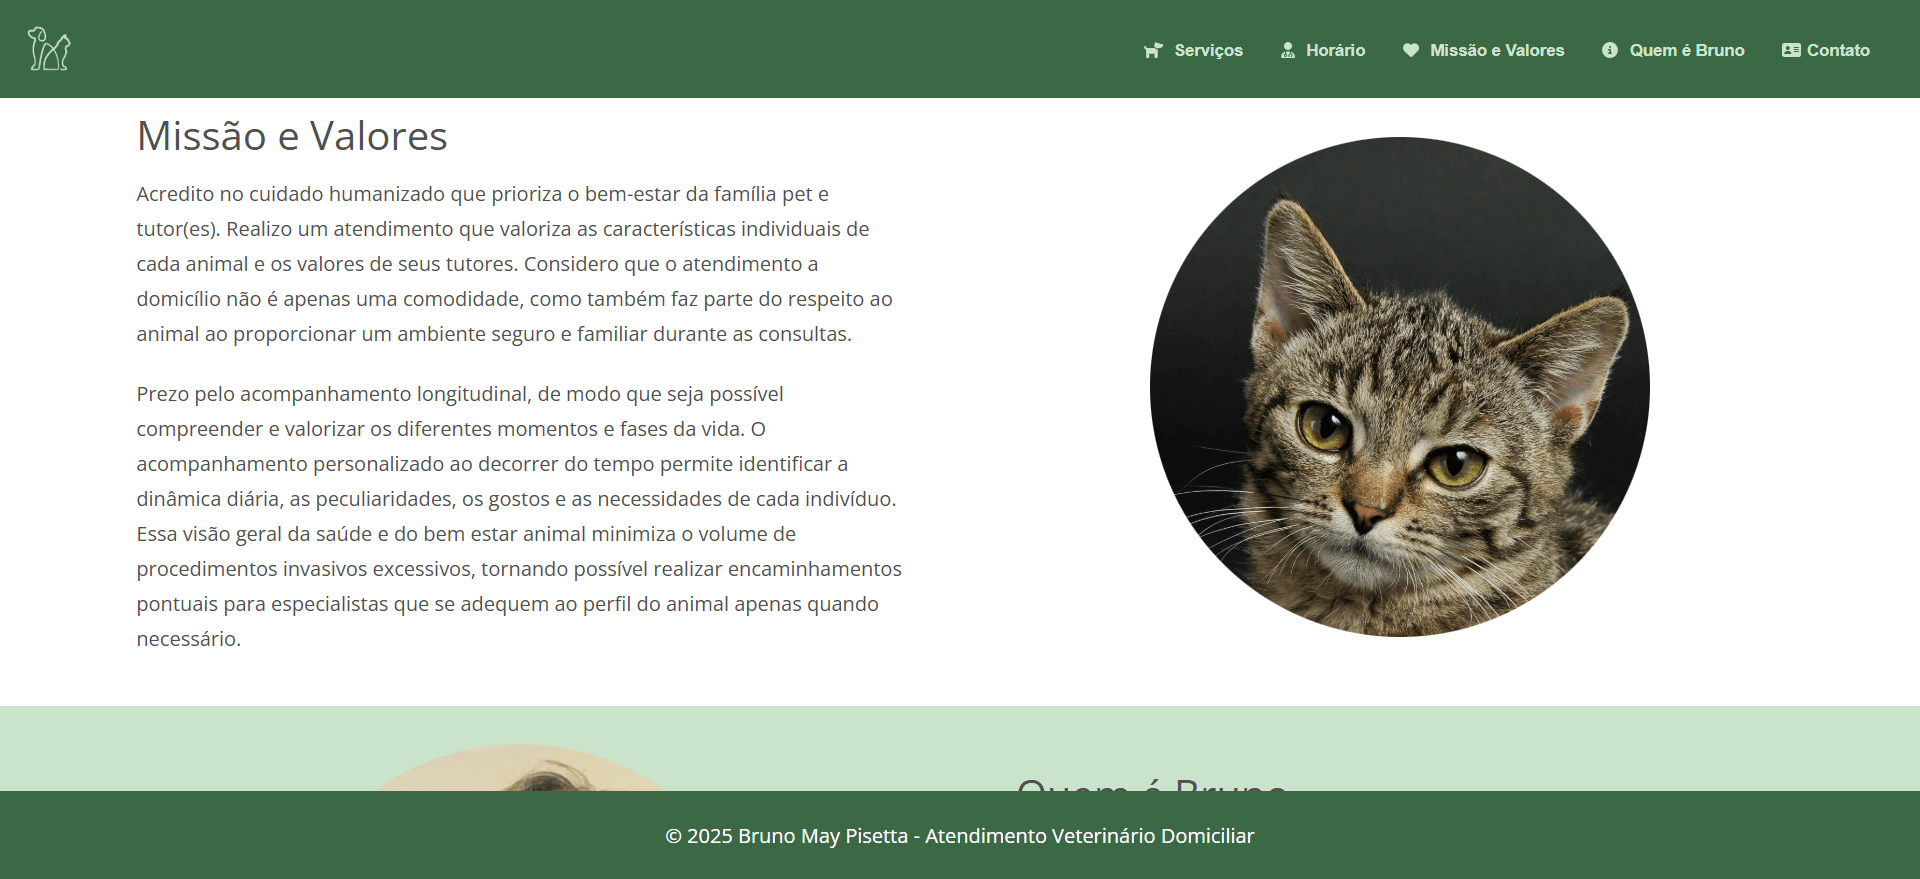 Serviços
Horário
Missão e Valores
Quem é Bruno
Contato
Missão e Valores
Acredito no cuidado humanizado que prioriza o bem-estar da família pet e
tutor(es). Realizo um atendimento que valoriza as características individuais de
cada animal e os valores de seus tutores. Considero que o atendimento a
domicílio não é apenas uma comodidade, como também faz parte do respeito ao
animal ao proporcionar um ambiente seguro e familiar durante as consultas.
Prezo pelo acompanhamento longitudinal, de modo que seja possível
compreender e valorizar os diferentes momentos e fases da vida. O
acompanhamento personalizado ao decorrer do tempo permite identificar a
dinâmica diária, as peculiaridades, os gostos e as necessidades de cada indivíduo.
Essa visão geral da saúde e do bem estar animal minimiza o volume de
procedimentos invasivos excessivos, tornando possível realizar encaminhamentos
pontuais para especialistas que se adequem ao perfil do animal apenas quando
necessário.
Quem é Bruno
© 2025 Bruno May Pisetta - Atendimento Veterinário Domiciliar